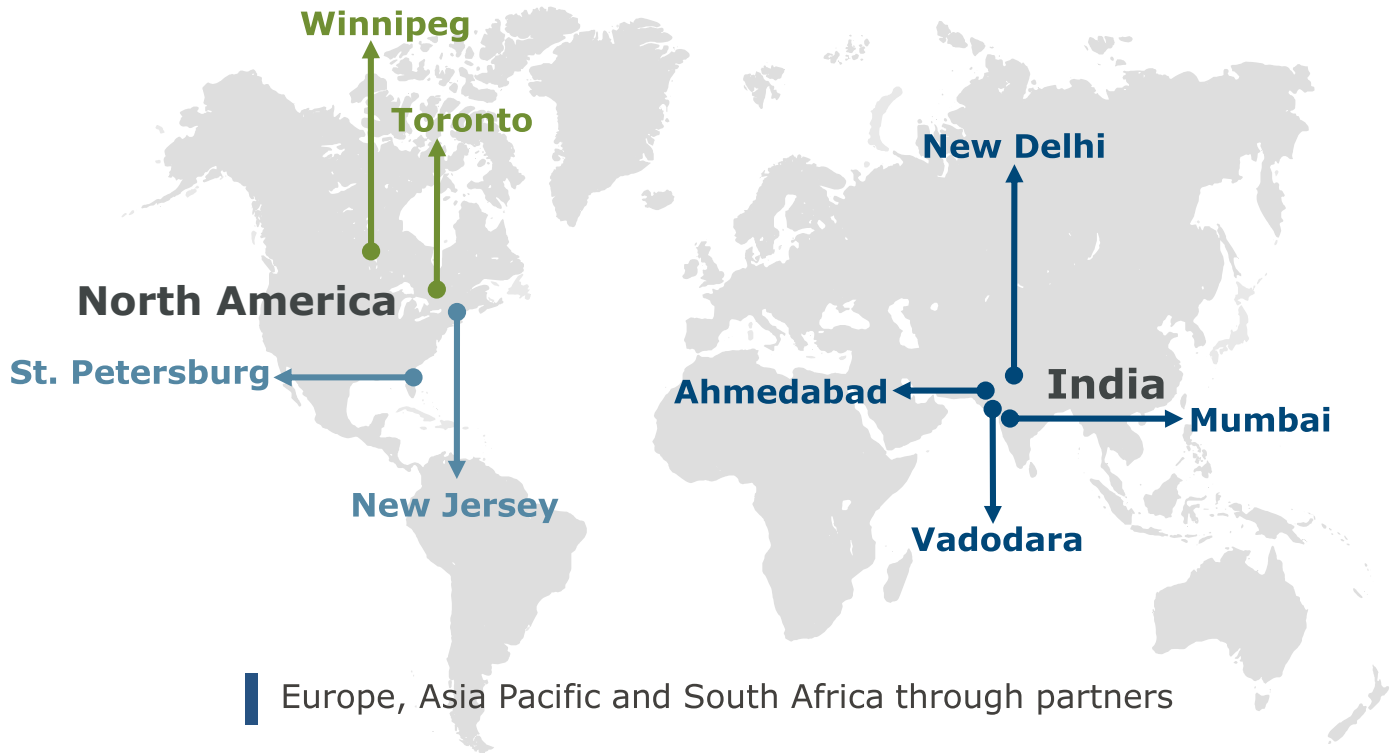 Winnipeg
Toronto
New Delhi
North America
St. Petersburg
Ahmedabad
India
Mumbai
New Jersey
Vadodara
Europe, Asia Pacific and South Africa through partners